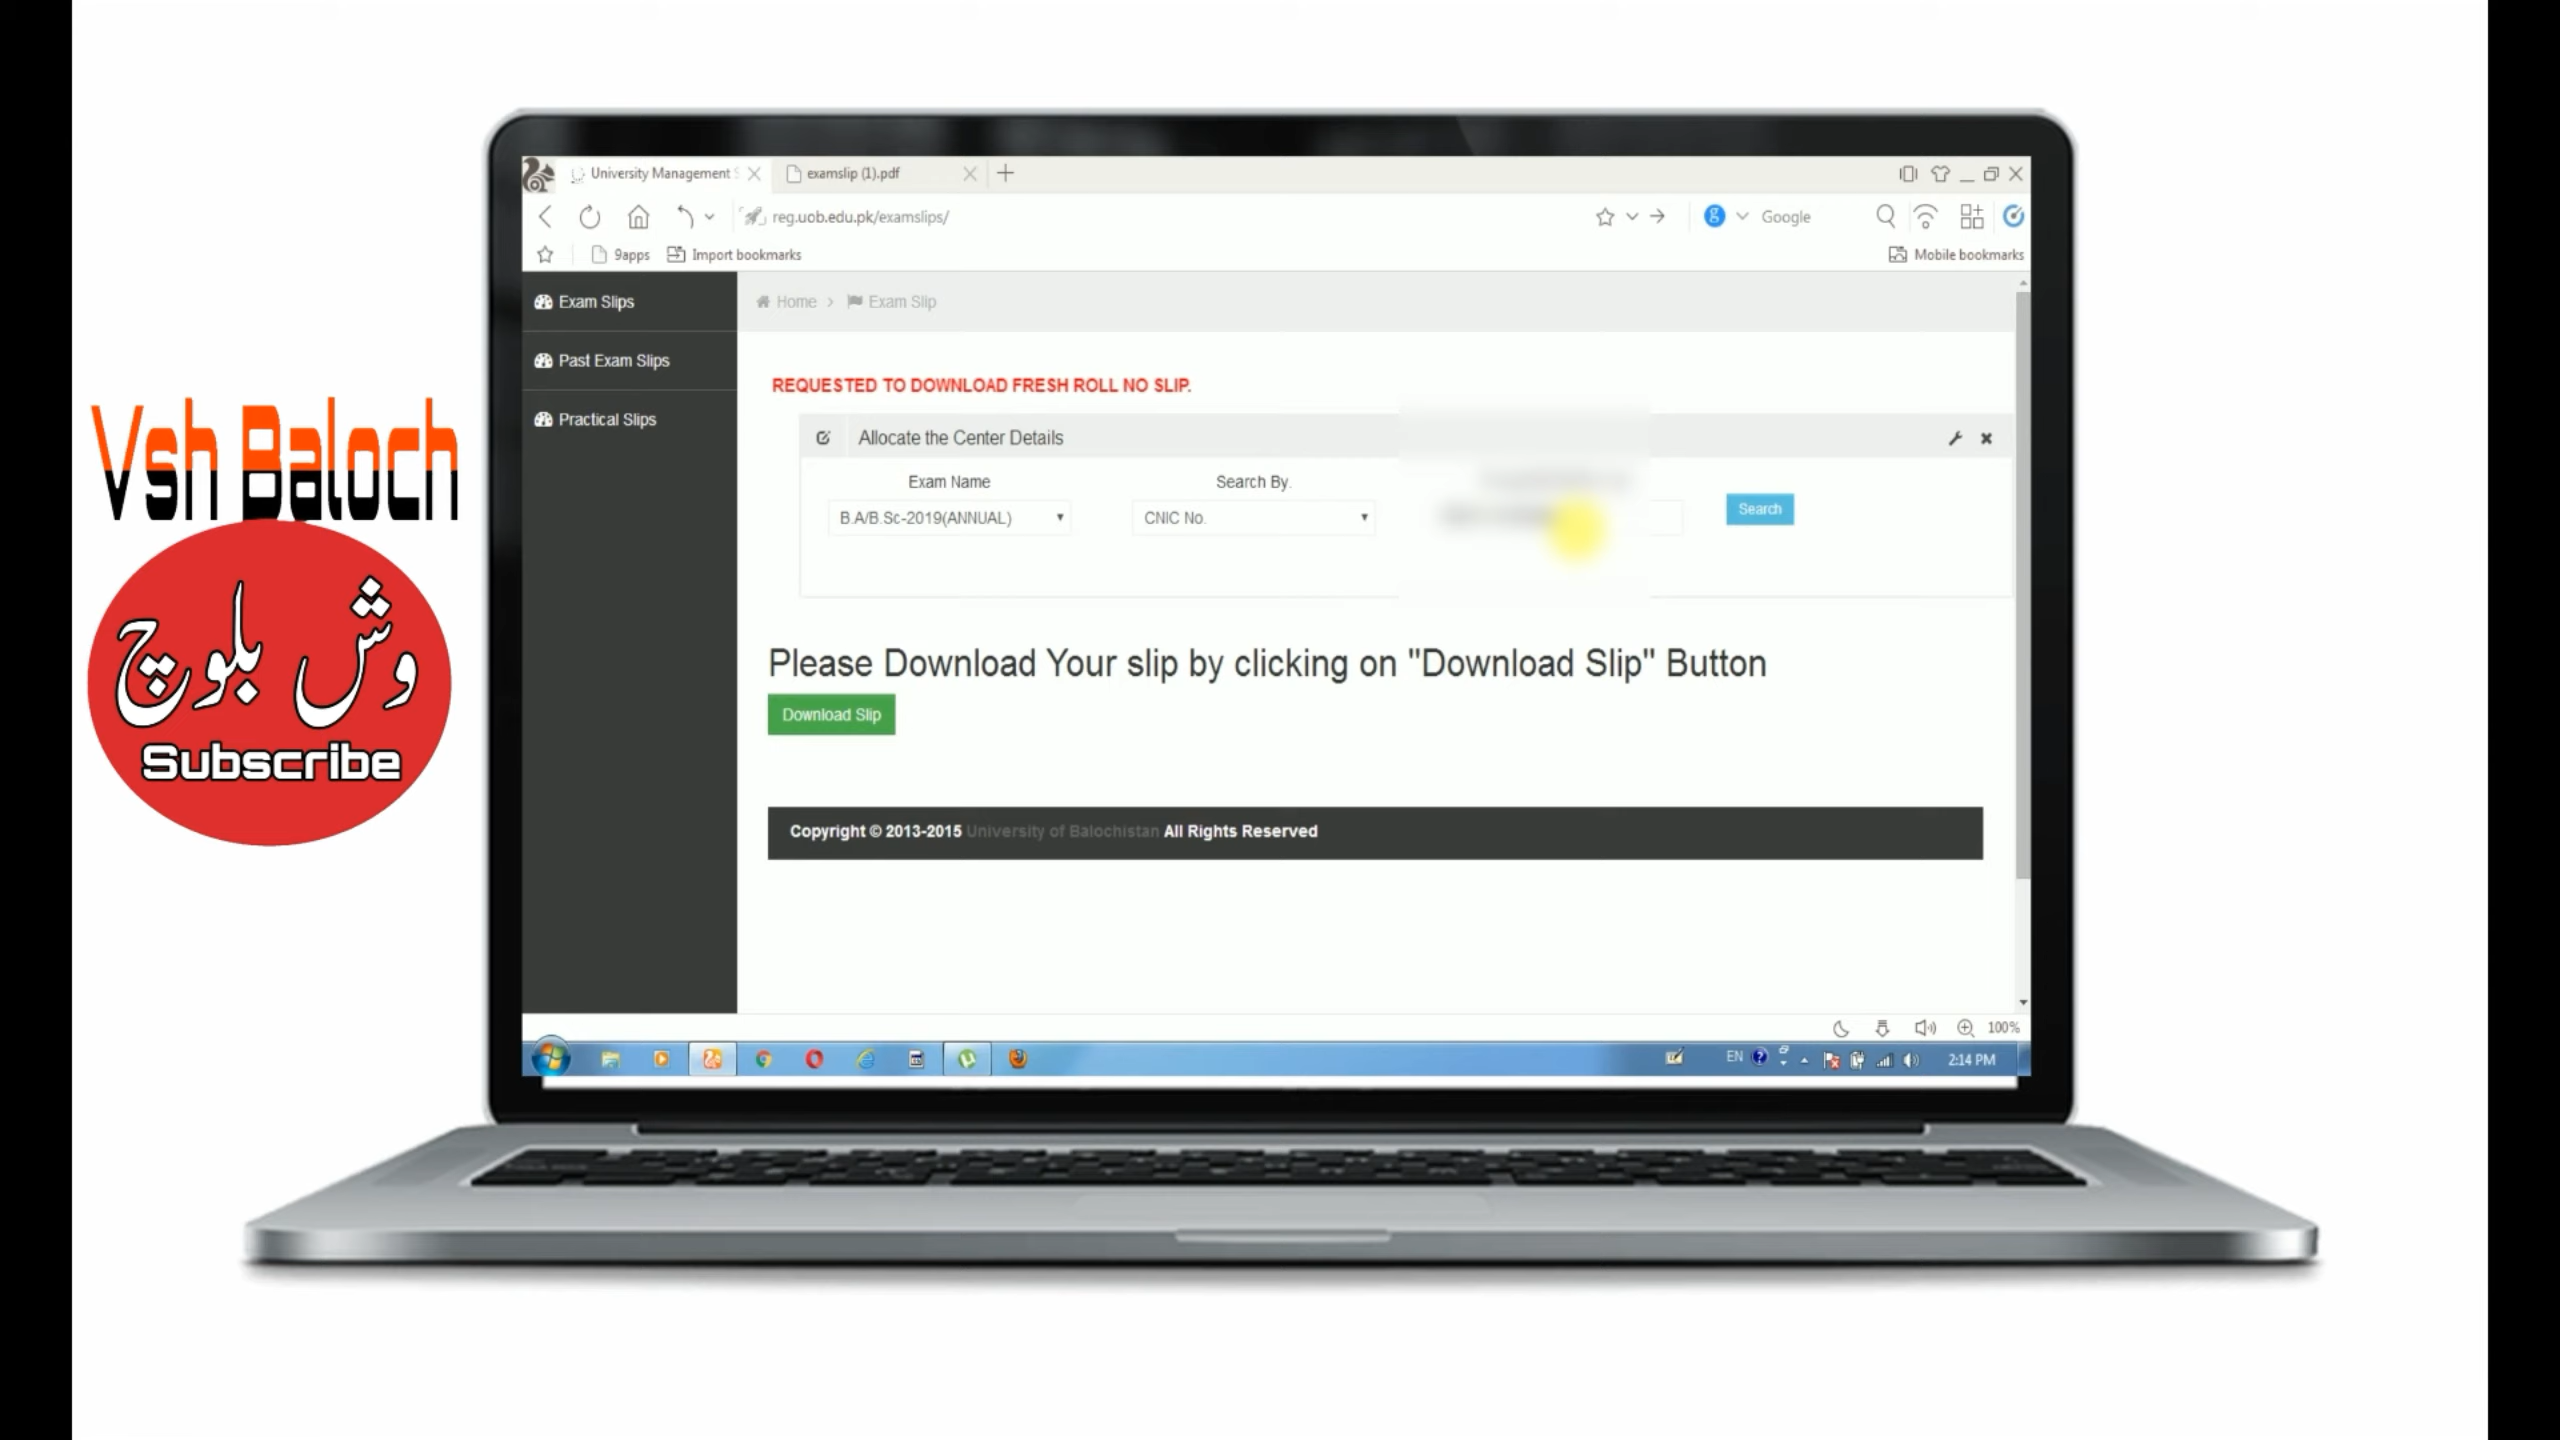 University Management S
examslip (1).pdf
reg.uob.edu.pk/examslips/
Google
9apps
Import bookmarks
Mobile bookmarks
Exam Slips
Past Exam Slips
Practical Slips
Home > Exam Slip
REQUESTED TO DOWNLOAD FRESH ROLL NO SLIP.
Allocate the Center Details
Exam Name
Search By.
B.A/B.Sc-2019(ANNUAL)
CNIC No.
Search
Please Download Your slip by clicking on "Download Slip" Button
Download Slip
Copyright © 2013-2015 University of Balochistan All Rights Reserved
100%
EN
2:14 PM
Vsh Baloch
وش بلوچ
Subscribe